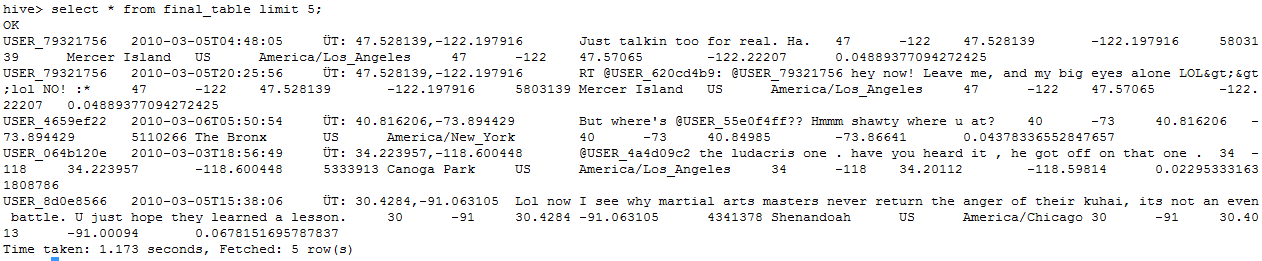 hive> select * from final_table limit 5;
OK
USER_79321756 2010-03-05T04:48:05 ÜT: 47.528139,-122.197916 Just talkin too for real. Ha. 47 -122 47.528139 -122.197916 58031
39 Mercer Island US America/Los_Angeles 47 -122 47.57065 -122.22207 0.04889377094272425
USER_79321756 2010-03-05T20:25:56 ÜT: 47.528139,-122.197916 RT @USER_620cd4b9: @USER_79321756 hey now! Leave me, and my big eyes alone LOL&gt;&gt
;lol NO! :* 47 -122 47.528139 -122.197916 5803139 Mercer Island US America/Los_Angeles 47 -122 47.57065 -122.
22207 0.04889377094272425
USER_4659ef22 2010-03-06T05:50:54 ÜT: 40.816206,-73.894429 But where's @USER_55e0f4ff?? Hmmm shawty where u at? 40 -73 40.816206 -
73.894429 5110266 The Bronx US America/New_York 40 -73 40.84985 -73.86641 0.04378336552847657
USER_064b120e 2010-03-03T18:56:49 ÜT: 34.223957,-118.600448 @USER_4a4d09c2 the ludacris one . have you heard it , he got off on that one . 34 -
118 34.223957 -118.600448 5333913 Canoga Park US America/Los_Angeles 34 -118 34.20112 -118.59814 0.02295333163
1808786
USER_8d0e8566 2010-03-05T15:38:06 ÜT: 30.4284,-91.063105 Lol now I see why martial arts masters never return the anger of their kuhai, its not an even
battle. U just hope they learned a lesson. 30 -91 30.4284 -91.063105 4341378 Shenandoah US America/Chicago 30 -91 30.40
13 -91.00094 0.0678151695787837
Time taken: 1.173 seconds, Fetched: 5 row(s)